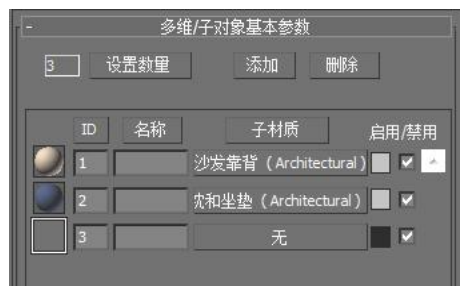 - 多维/子对象基本参数
3 设置数量 添加 删除
ID 名称 子材质 启用/禁用
1 沙发靠背 (Architectural)
2 枕和坐垫 (Architectural)
3 无